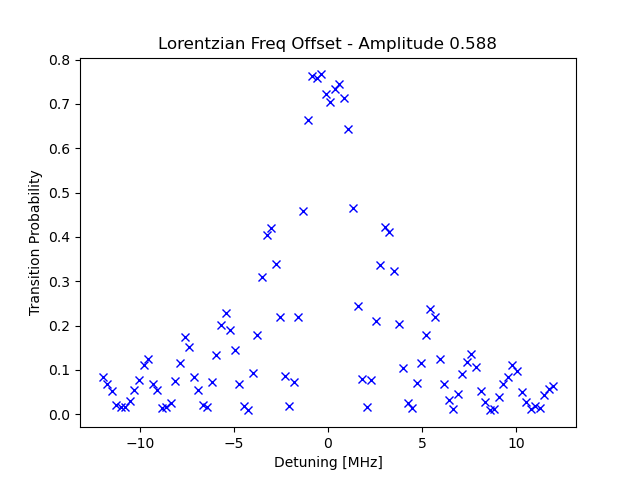 Lorentzian Freq Offset - Amplitude 0.588
0.8
0.7
0.6
0.5
0.4
0.3
0.2
0.1
0.0
Transition Probability
−10 −5 0 5 10
Detuning [MHz]